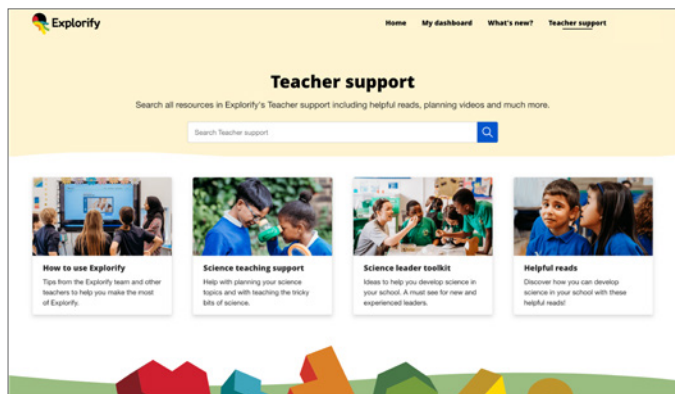 Explorify
Home My dashboard What's new? Teacher support
Teacher support
Search all resources in Explorify's Teacher support including helpful reads, planning videos and much more.
Search Teacher support
How to use Explorify
Tips from the Explorify team and other
teachers to help you make the most
of Explorify.
Science teaching support
Help with planning your science
topics and with teaching the tricky
bits of science.
Science leader toolkit
Ideas to help you develop science in
your school. A must see for new and
experienced leaders.
Helpful reads
Discover how you can develop
science in your school with these
helpful reads!